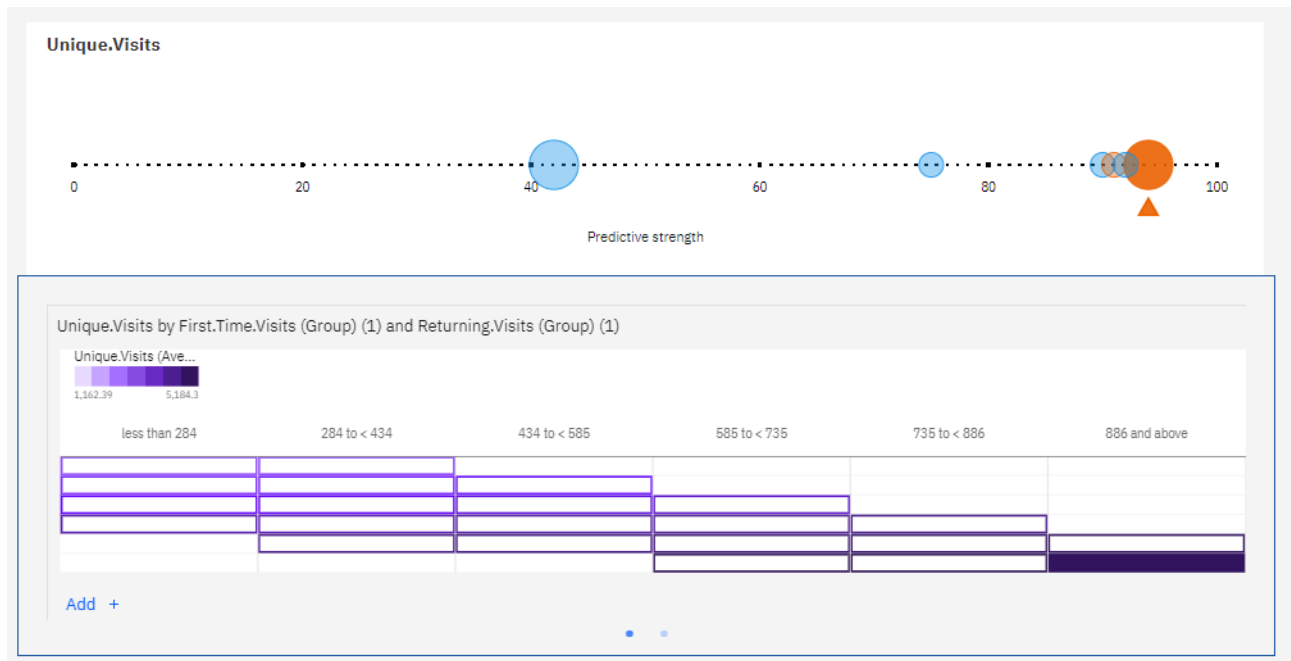 Unique.Visits
0 20 40 60 80 100
Predictive strength
Unique.Visits by First.Time.Visits (Group) (1) and Returning.Visits (Group) (1)
Unique.Visits (Ave...
1,162.39 5,184.3
less than 284 284 to < 434 434 to < 585 585 to < 735 735 to < 886 886 and above
Add +